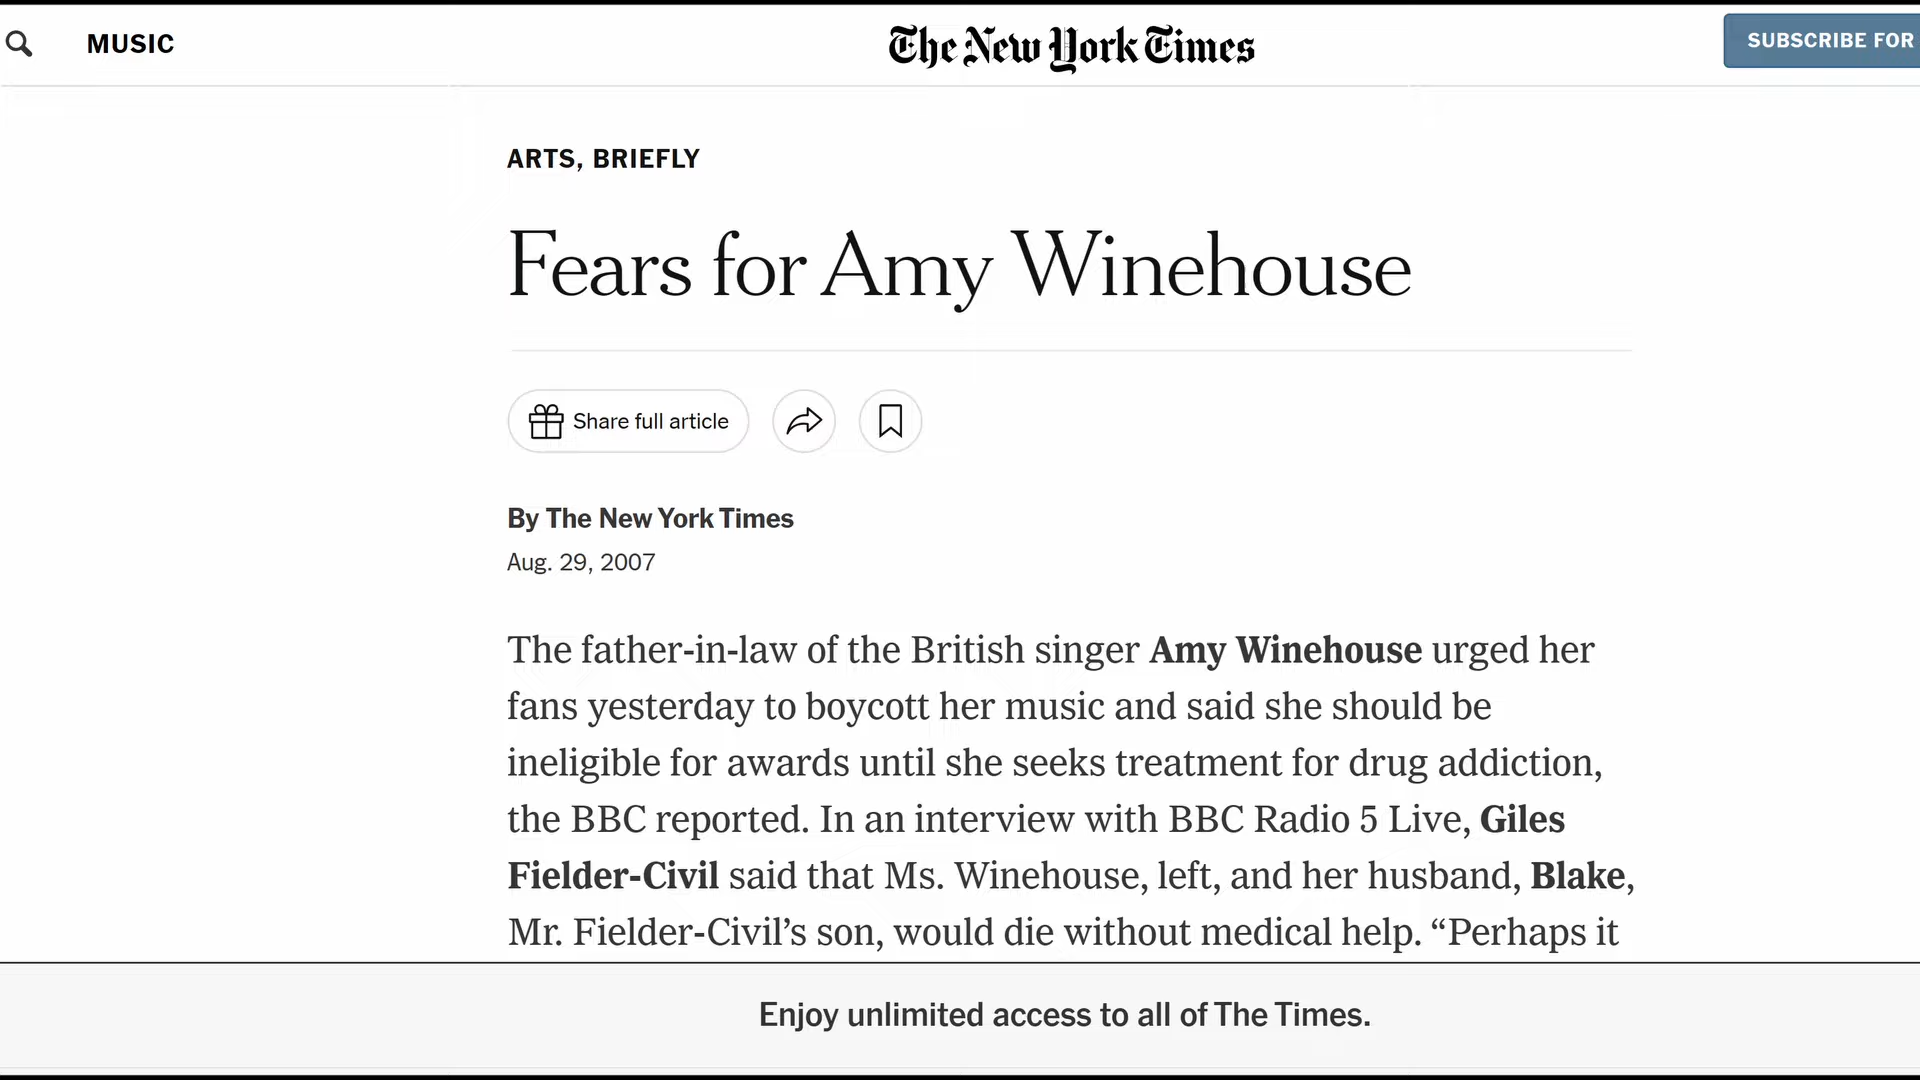 MUSIC
The New York Times
SUBSCRIBE FOR
ARTS, BRIEFLY
Fears for Amy Winehouse
Share full article
By The New York Times
Aug. 29, 2007
The father-in-law of the British singer Amy Winehouse urged her
fans yesterday to boycott her music and said she should be
ineligible for awards until she seeks treatment for drug addiction,
the BBC reported. In an interview with BBC Radio 5 Live, Giles
Fielder-Civil said that Ms. Winehouse, left, and her husband, Blake,
Mr. Fielder-Civil’s son, would die without medical help. “Perhaps it
Enjoy unlimited access to all of The Times.